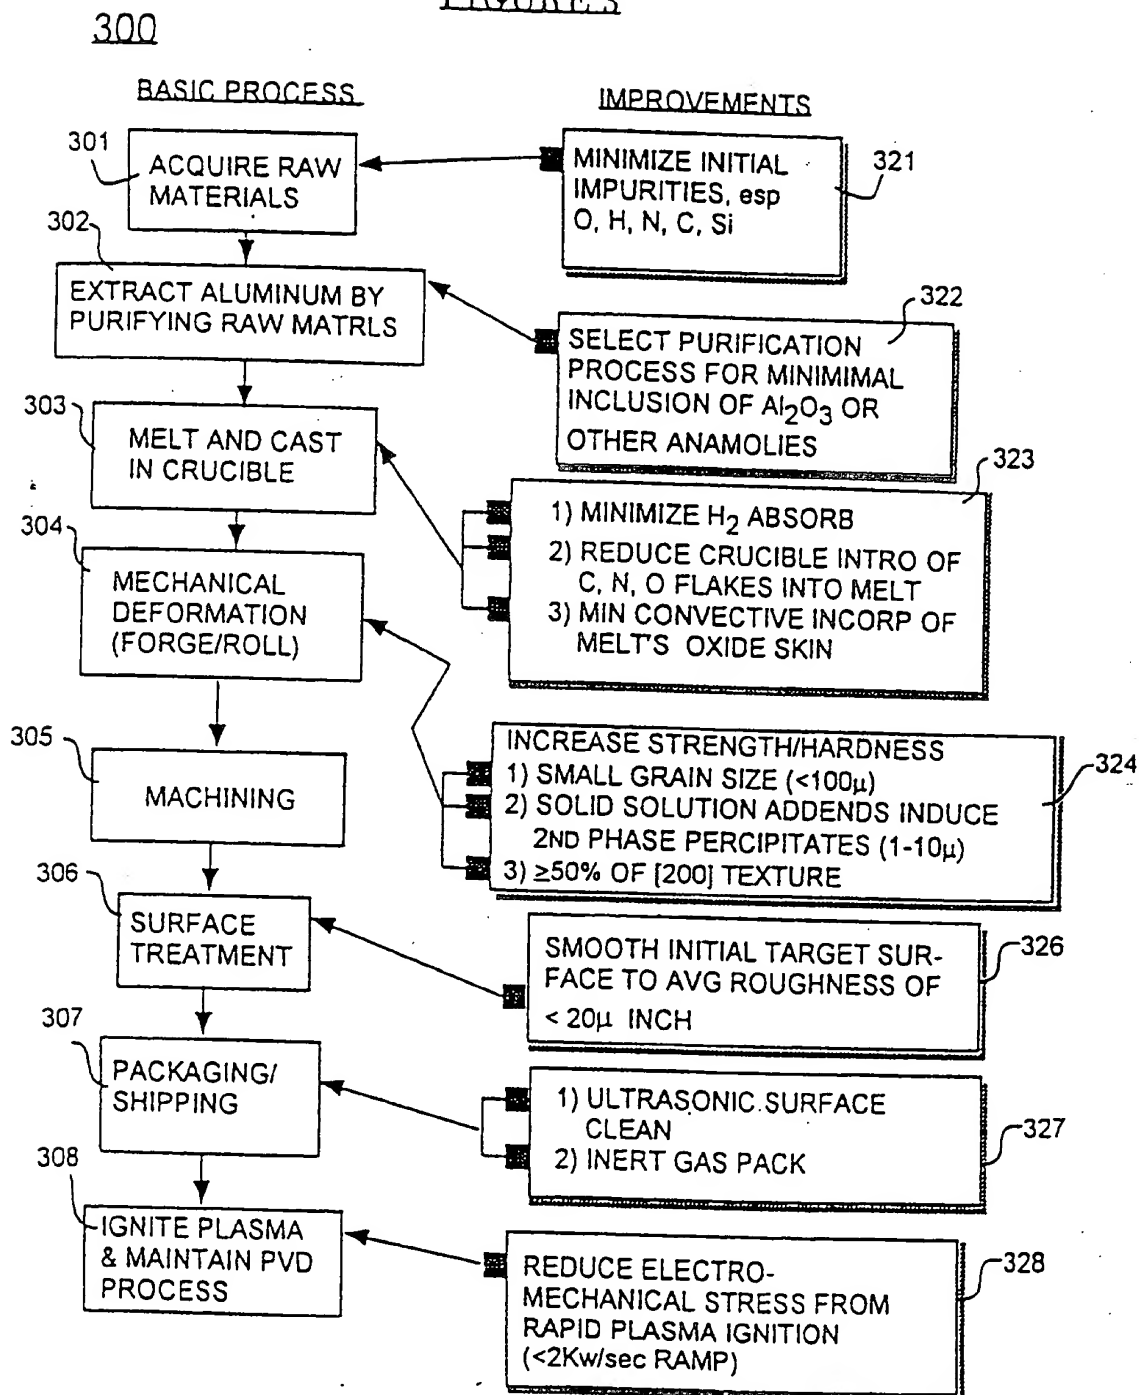 FIGURE 3
300
BASIC PROCESS
IMPROVEMENTS
301
ACQUIRE RAW
MATERIALS
MINIMIZE INITIAL
IMPURITIES, esp
O, H, N, C, Si
321
302
EXTRACT ALUMINUM BY
PURIFYING RAW MATRLS
322
SELECT PURIFICATION
PROCESS FOR MINIMIMAL
INCLUSION OF Al₂O₃ OR
OTHER ANAMOLIES
303
MELT AND CAST
IN CRUCIBLE
323
1) MINIMIZE H₂ ABSORB
2) REDUCE CRUCIBLE INTRO OF
C, N, O FLAKES INTO MELT
3) MIN CONVECTIVE INCORP OF
MELT'S OXIDE SKIN
304
MECHANICAL
DEFORMATION
(FORGE/ROLL)
INCREASE STRENGTH/HARDNESS
1) SMALL GRAIN SIZE (<100μ)
2) SOLID SOLUTION ADDENDS INDUCE
2ND PHASE PERCIPITATES (1-10μ)
3) ≥50% OF [200] TEXTURE
324
305
MACHINING
306
SURFACE
TREATMENT
SMOOTH INITIAL TARGET SUR-
FACE TO AVG ROUGHNESS OF
< 20μ INCH
326
307
PACKAGING/
SHIPPING
1) ULTRASONIC SURFACE
CLEAN
2) INERT GAS PACK
327
308
IGNITE PLASMA
& MAINTAIN PVD
PROCESS
REDUCE ELECTRO-
MECHANICAL STRESS FROM
RAPID PLASMA IGNITION
(<2Kw/sec RAMP)
328